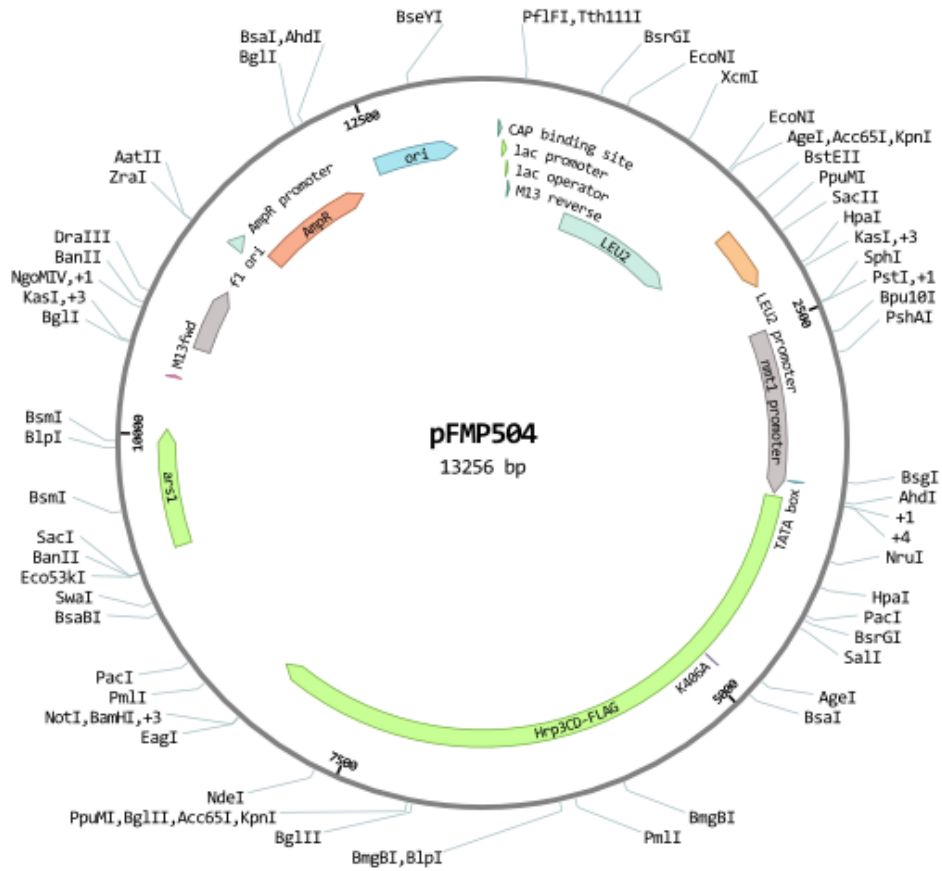 BseYI
PflFI,Tth111I
BsaI,AhdI
BglI
BsrGI
EcoNI
XcmI
EcoNI
AgeI,Acc65I,KpnI
BstEII
PpuMI
SacII
HpaI
KasI,+3
SphI
PstI,+1
Bpu10I
PshAI
12500
ori
CAP binding site
lac promoter
lac operator
M13 reverse
AatII
ZraI
AmpR promoter
AmpR
LEU2
DraIII
BanII
NgoMIV,+1
KasI,+3
BglI
f1 ori
M13fwd
2500
LEU2 promoter
nmt1 promoter
10000
BsmI
BlpI
pFMP504
13256 bp
ars1
BsmI
BsgI
AhdI
+1
+4
NruI
TATA box
SacI
BanII
Eco53kI
SwaI
BsaBI
HpaI
PacI
BsrGI
SalI
PacI
PmlI
NotI,BamHI,+3
EagI
K406A
5000
AgeI
BsaI
Hrp3CD-FLAG
7500
NdeI
PpuMI,BglII,Acc65I,KpnI
BglII
BmgBI,BlpI
BmgBI
PmlI